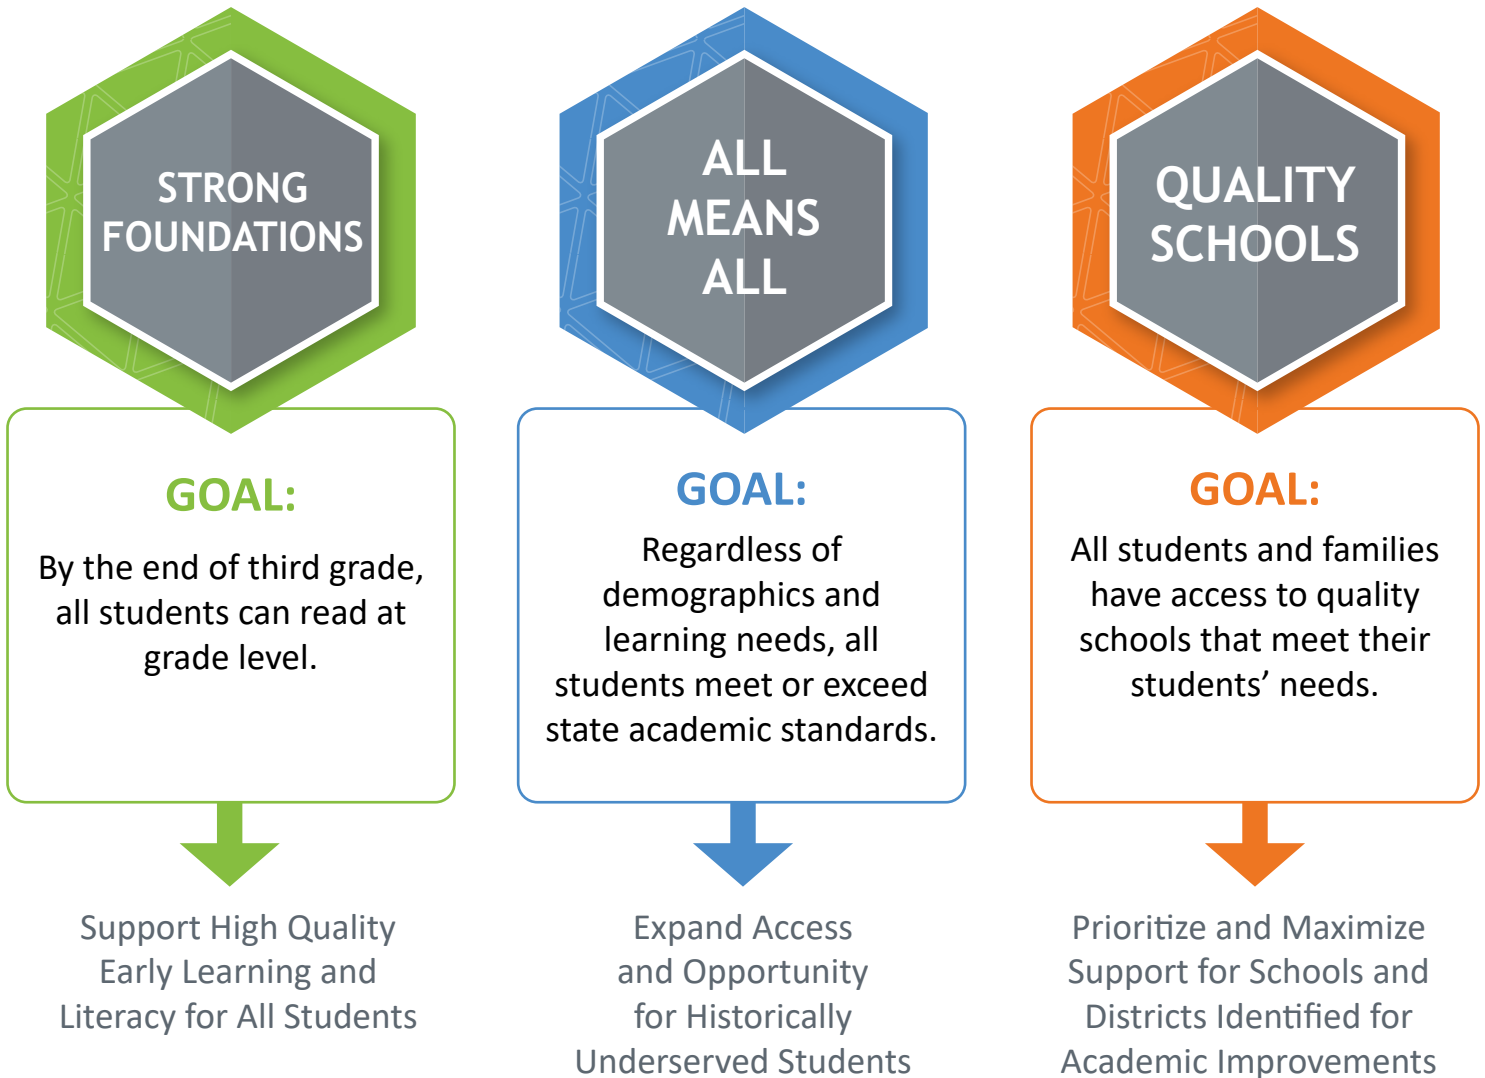 STRONG
FOUNDATIONS
GOAL:
By the end of third grade,
all students can read at
grade level.
Support High Quality
Early Learning and
Literacy for All Students
ALL
MEANS
ALL
GOAL:
Regardless of
demographics and
learning needs, all
students meet or exceed
state academic standards.
Expand Access
and Opportunity
for Historically
Underserved Students
QUALITY
SCHOOLS
GOAL:
All students and families
have access to quality
schools that meet their
students’ needs.
Prioritize and Maximize
Support for Schools and
Districts Identified for
Academic Improvements